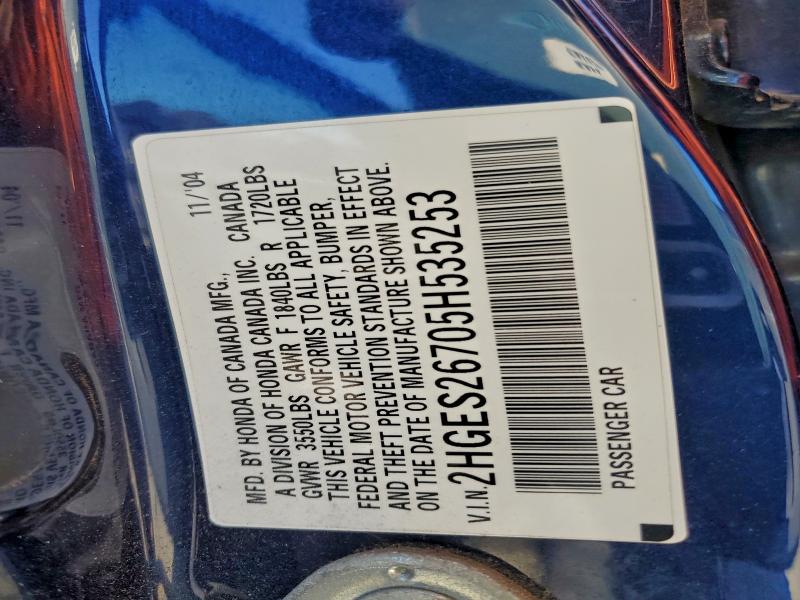 11/'04
MFD. BY HONDA OF CANADA MFG.,
A DIVISION OF HONDA CANADA INC. CANADA
GVWR 3550LBS GAWR F 1840LBS R 1720LBS
THIS VEHICLE CONFORMS TO ALL APPLICABLE
FEDERAL MOTOR VEHICLE SAFETY, BUMPER,
AND THEFT PREVENTION STANDARDS IN EFFECT
ON THE DATE OF MANUFACTURE SHOWN ABOVE.
V.I.N. 2HGES26705H535253
PASSENGER CAR